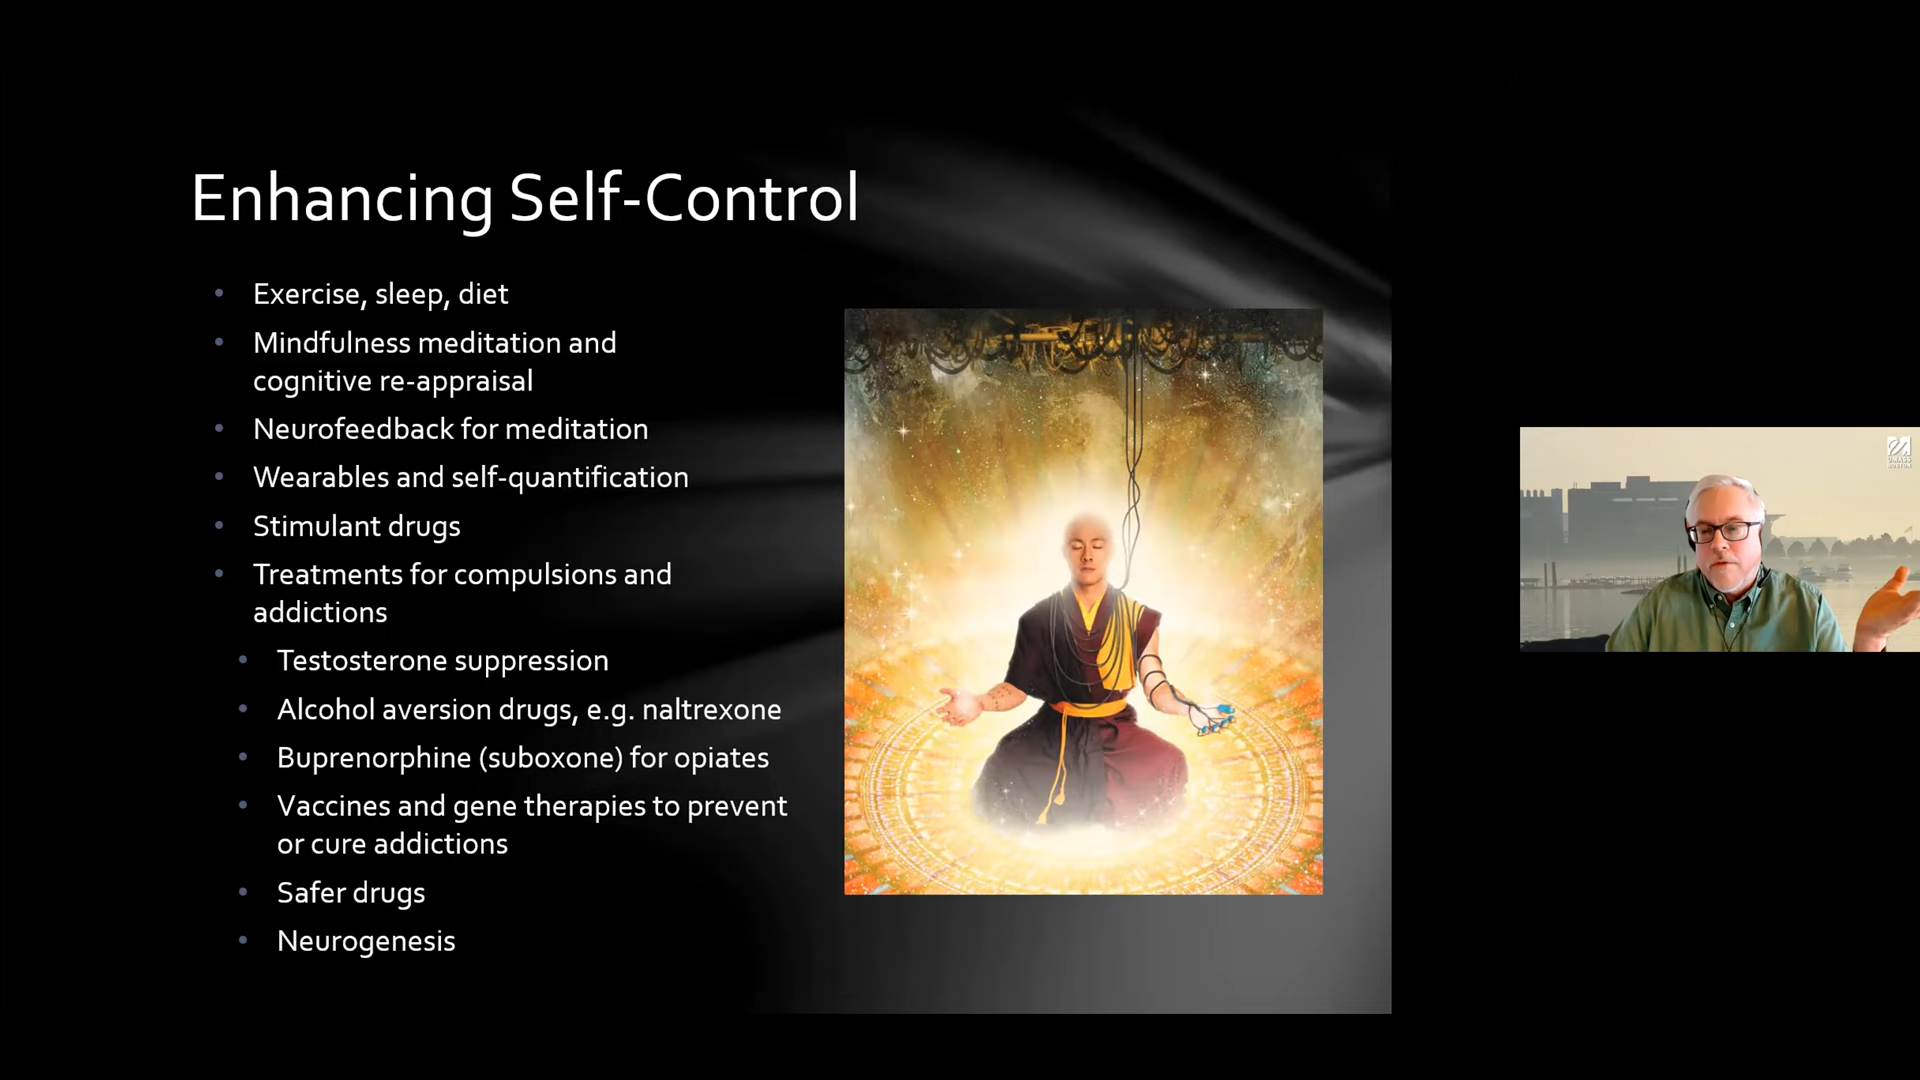 Enhancing Self-Control
• Exercise, sleep, diet
• Mindfulness meditation and
cognitive re-appraisal
• Neurofeedback for meditation
• Wearables and self-quantification
• Stimulant drugs
• Treatments for compulsions and
addictions
• Testosterone suppression
• Alcohol aversion drugs, e.g. naltrexone
• Buprenorphine (suboxone) for opiates
• Vaccines and gene therapies to prevent
or cure addictions
• Safer drugs
• Neurogenesis
UMASS
BOSTON